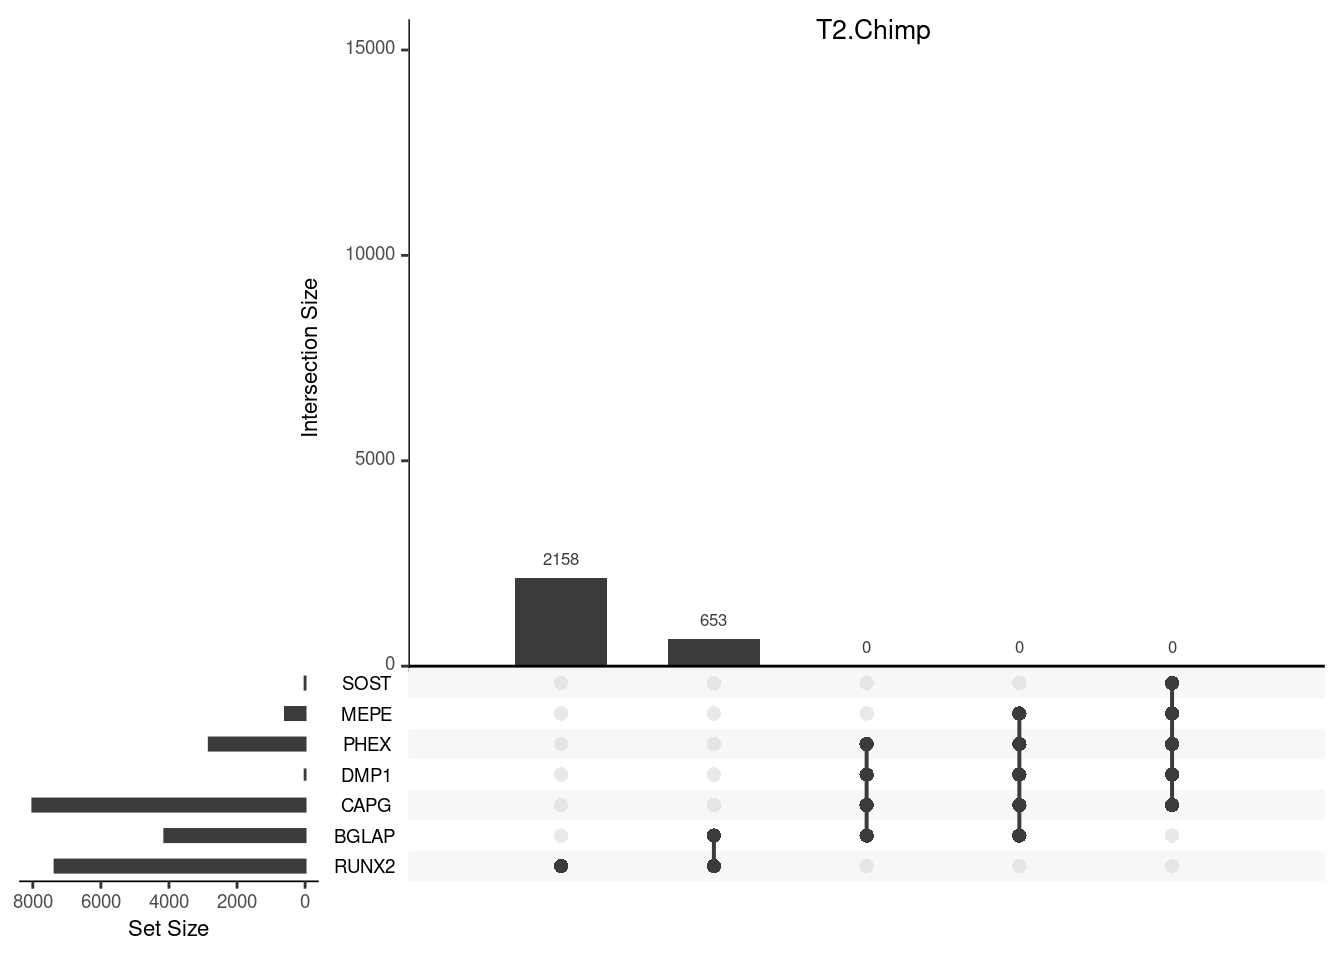 T2.Chimp
15000
10000
5000
0
Intersection Size
2158
653
0
0
0
SOST
MEPE
PHEX
DMP1
CAPG
BGLAP
RUNX2
8000 6000 4000 2000 0
Set Size